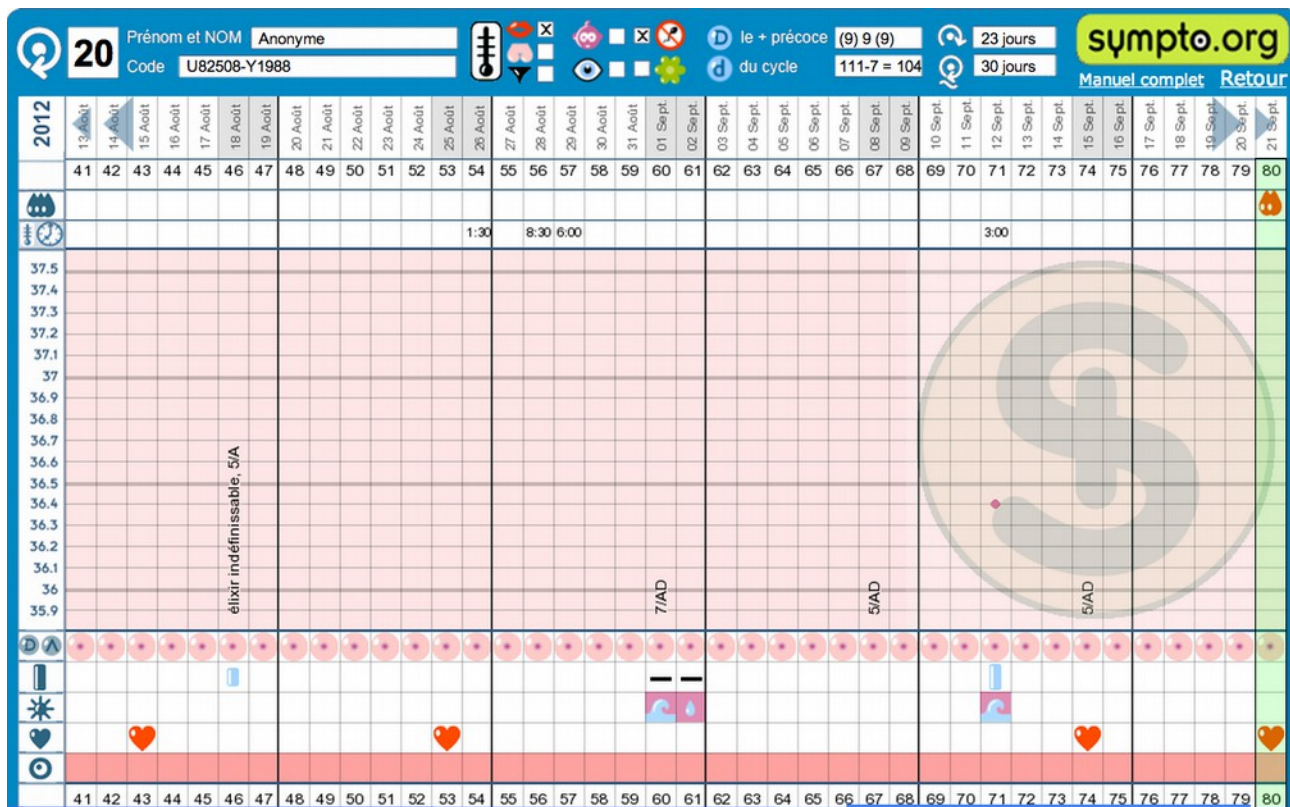 20
Prénom et NOM Anonyme
Code U82508-Y1988
X
X
D le + précoce (9) 9 (9)
d du cycle 111-7 = 104
23 jours
30 jours
sympto.org
Manuel complet Retour
2012 13 Août 14 Août 15 Août 16 Août 17 Août 18 Août 19 Août 20 Août 21 Août 22 Août 23 Août 24 Août 25 Août 26 Août 27 Août 28 Août 29 Août 30 Août 31 Août 01 Sept. 02 Sept. 03 Sept. 04 Sept. 05 Sept. 06 Sept. 07 Sept. 08 Sept. 09 Sept. 10 Sept. 11 Sept. 12 Sept. 13 Sept. 14 Sept. 15 Sept. 16 Sept. 17 Sept. 18 Sept. 19 Sept. 20 Sept. 21 Sept.
41 42 43 44 45 46 47 48 49 50 51 52 53 54 55 56 57 58 59 60 61 62 63 64 65 66 67 68 69 70 71 72 73 74 75 76 77 78 79 80
1:30 8:30 6:00 3:00
37.5
37.4
37.3
37.2
37.1
37
36.9
36.8
36.7
36.6
36.5
36.4
36.3
36.2
36.1
36
35.9
élixir indéfinissable, 5/A
7/AD
5/AD
5/AD
D
41 42 43 44 45 46 47 48 49 50 51 52 53 54 55 56 57 58 59 60 61 62 63 64 65 66 67 68 69 70 71 72 73 74 75 76 77 78 79 80